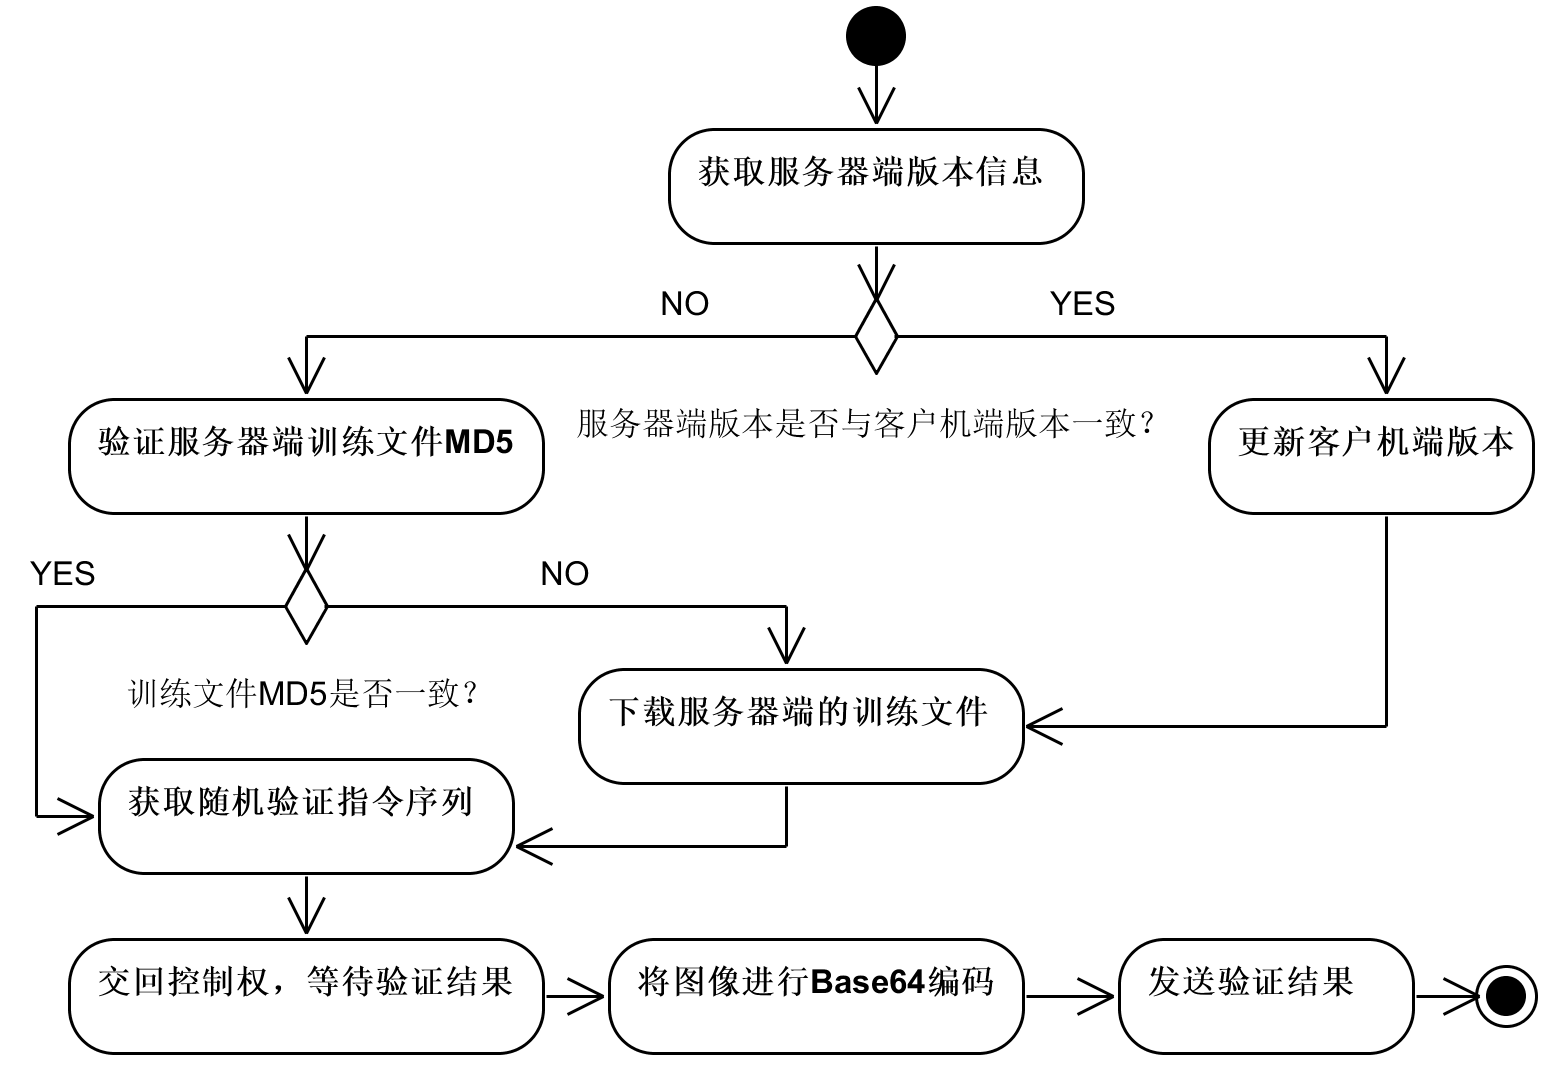 获取服务器端版本信息
NO
YES
服务器端版本是否与客户机端版本一致?
验证服务器端训练文件MD5
更新客户机端版本
YES
NO
训练文件MD5是否一致?
下载服务器端的训练文件
获取随机验证指令序列
交回控制权，等待验证结果
将图像进行Base64编码
发送验证结果